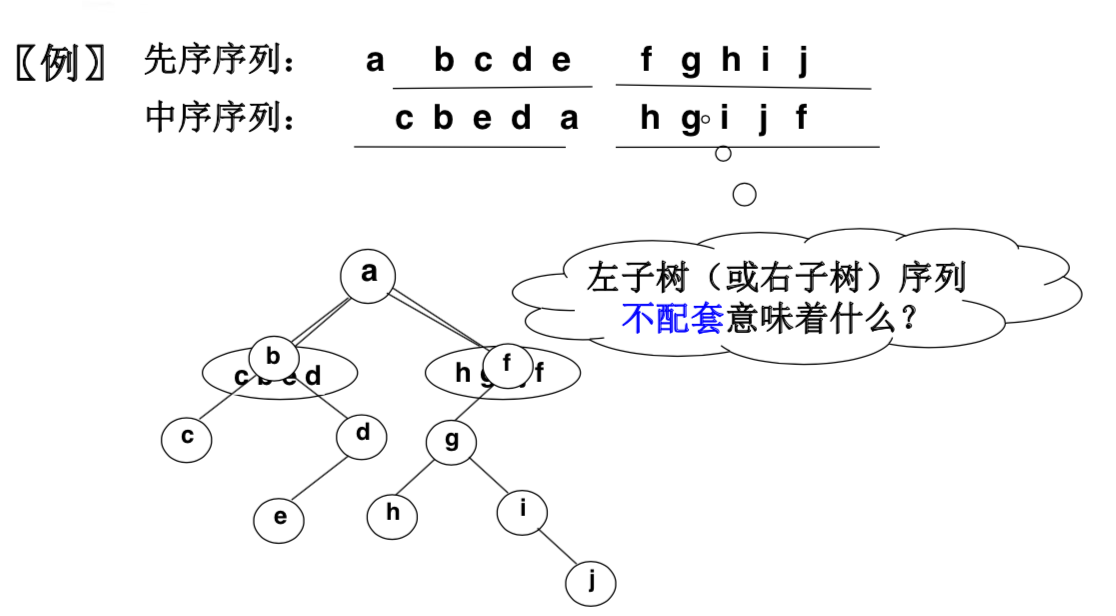 〖例〗 先序序列： a b c d e f g h i j
中序序列： c b e d a h g i j f
左子树（或右子树）序列
不配套意味着什么？
a
b
f
c b e d
h g f
c
d
g
e
h
i
j